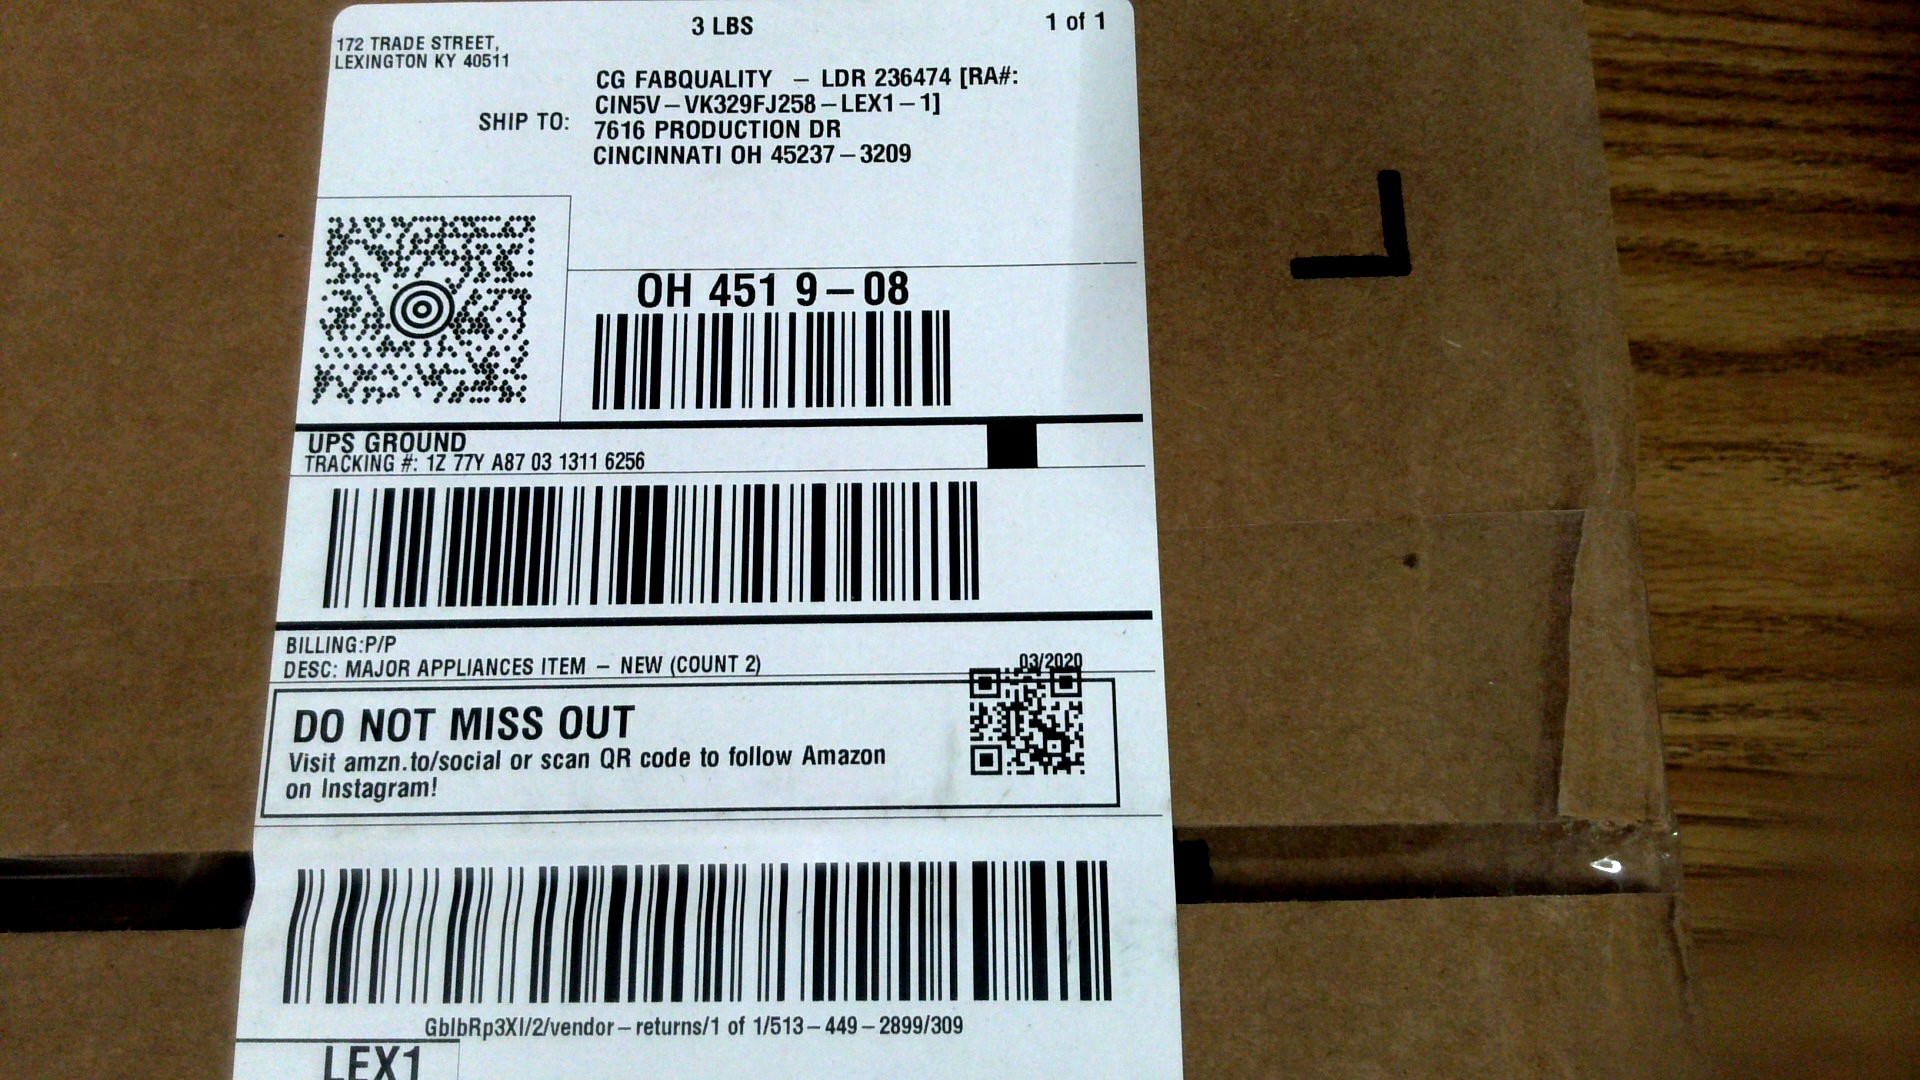 3 LBS
1 of 1
172 TRADE STREET,
LEXINGTON KY 40511
SHIP TO:
CG FABQUALITY – LDR 236474 [RA#:
CIN5V–VK329FJ258–LEX1–1]
7616 PRODUCTION DR
CINCINNATI OH 45237–3209
OH 451 9–08
UPS GROUND
TRACKING #: 1Z 77Y A87 03 1311 6256
BILLING:P/P
DESC: MAJOR APPLIANCES ITEM – NEW (COUNT 2)
03/2020
DO NOT MISS OUT
Visit amzn.to/social or scan QR code to follow Amazon
on Instagram!
GblbRp3Xl/2/vendor–returns/1 of 1/513–449–2899/309
LEX1